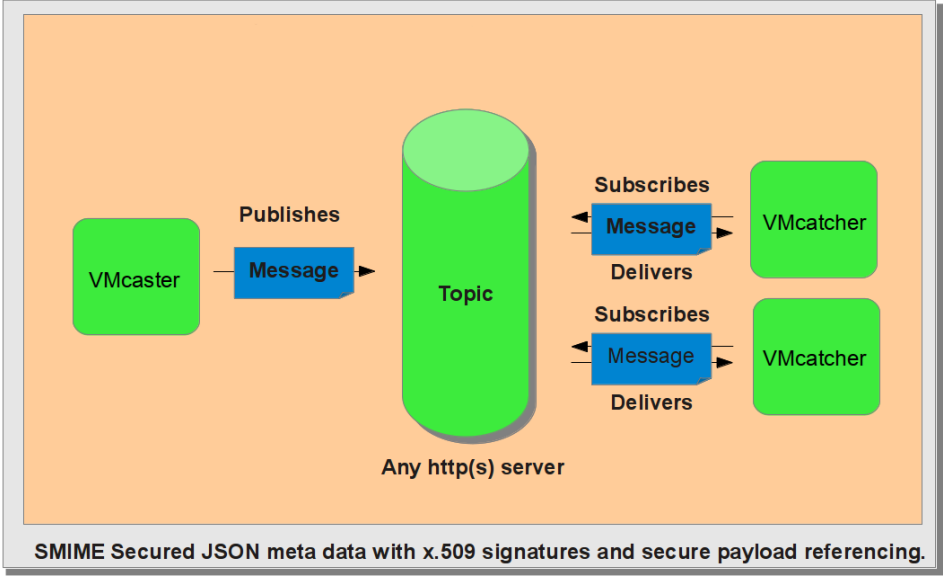 Publishes
Message
VMcaster
Topic
Any http(s) server
Subscribes
Message
Delivers
VMcatcher
Subscribes
Message
Delivers
VMcatcher
SMIME Secured JSON meta data with x.509 signatures and secure payload referencing.